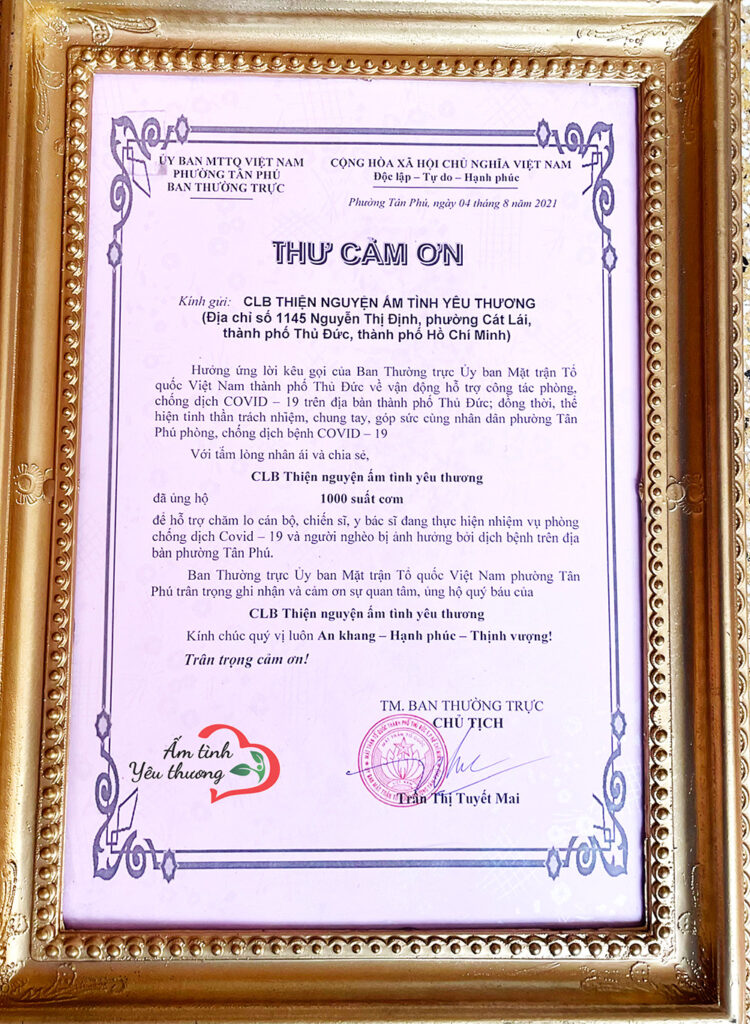 ỦY BAN MTTQ VIỆT NAM
PHƯỜNG TÂN PHÚ
BAN THƯỜNG TRỰC
CỘNG HÒA XÃ HỘI CHỦ NGHĨA VIỆT NAM
Độc lập – Tự do – Hạnh phúc
Phường Tân Phú, ngày 04 tháng 8 năm 2021
THƯ CẢM ƠN
Kính gửi: CLB THIỆN NGUYỆN ẤM TÌNH YÊU THƯƠNG
(Địa chỉ số 1145 Nguyễn Thị Định, phường Cát Lái,
thành phố Thủ Đức, thành phố Hồ Chí Minh)
Hưởng ứng lời kêu gọi của Ban Thường trực Ủy ban Mặt trận Tổ
quốc Việt Nam thành phố Thủ Đức về vận động hỗ trợ công tác phòng,
chống dịch COVID – 19 trên địa bàn thành phố Thủ Đức; đồng thời, thể
hiện tinh thần trách nhiệm, chung tay, góp sức cùng nhân dân phường Tân
Phú phòng, chống dịch bệnh COVID – 19
Với tấm lòng nhân ái và chia sẻ,
CLB Thiện nguyện ấm tình yêu thương
đã ủng hộ 1000 suất cơm
để hỗ trợ chăm lo cán bộ, chiến sĩ, y bác sĩ đang thực hiện nhiệm vụ phòng
chống dịch Covid – 19 và người nghèo bị ảnh hưởng bởi dịch bệnh trên địa
bàn phường Tân Phú.
Ban Thường trực Ủy ban Mặt trận Tổ quốc Việt Nam phường Tân
Phú trân trọng ghi nhận và cảm ơn sự quan tâm, ủng hộ quý báu của
CLB Thiện nguyện ấm tình yêu thương
Kính chúc quý vị luôn An khang – Hạnh phúc – Thịnh vượng!
Trân trọng cảm ơn!
TM. BAN THƯỜNG TRỰC
CHỦ TỊCH
Trần Thị Tuyết Mai
Ấm tình
Yêu thương